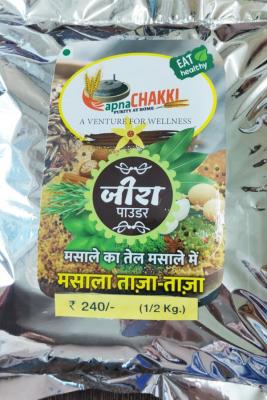 apnaCHAKKI
PURITY AT HOME
A VENTURE FOR WELLNESS
EAT
healthy
जीरा
पाउडर
मसाले का तेल मसाले में
मसाला ताज़ा-ताज़ा
₹ 240/- (1/2 Kg.)